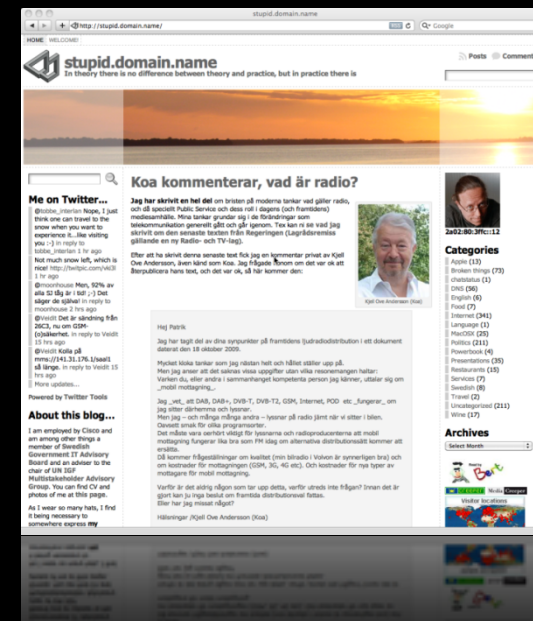 stupid.domain.name
http://stupid.domain.name/
Google
HOME WELCOME!
stupid.domain.name
In theory there is no difference between theory and practice, but in practice there is
Posts Comment
Me on Twitter...
@tobbe_interlan Nope, I just
think one can travel to the
snow when you want to
experience it...like visiting
you :-) in reply to
tobbe_interlan 1 hr ago
Not much snow left, which is
nice!
1 hr ago
@moonhouse Men, 92% av
alla SJ tåg är i tid! ;-) Det
säger de själva! in reply to
moonhouse 2 hrs ago
@Veidit Det är sändning från
26C3, nu om GSM-
(o)säkerhet. in reply to Veidit
15 hrs ago
@Veidit Kolla på
mms://141.31.176.1/saal1
så länge. in reply to Veidit 15
hrs ago
More updates...
Powered by Twitter Tools
About this blog...
I am employed by Cisco and
am among other things a
member of Swedish
Government IT Advisory
Board and an adviser to the
chair of UN IGF
Multistakeholder Advisory
Group. You can find CV and
photos of me at this page.
As I wear so many hats, I find
it being necessary to
somewhere express my
Koa kommenterar, vad är radio?
Jag har skrivit en hel del om bristen på moderna tankar vad gäller radio,
och då speciellt Public Service och dess roll i dagens (och framtidens)
mediesamhälle. Mina tankar grundar sig i de förändringar som
telekommunikation generellt gått och går igenom. Tex kan ni se vad jag
skrivit om den senaste texten från Regeringen (Lagrådsremiss
gällande en ny Radio- och TV-lag).
Efter att ha skrivit denna senaste text fick jag en kommentar privat av Kjell
Ove Andersson, även känd som Koa. Jag frågade honom om det var ok att
återpublicera hans text, och det var ok, så här kommer den:
Kjell Ove Andersson (Koa)
Hej Patrik
Jag har tagit del av dina synpunkter på framtidens ljudradiodistribution i ett dokument
daterat den 18 oktober 2009.
Mycket kloka tankar som jag nästan helt och hållet ställer upp på.
Men jag anser att det saknas vissa uppgifter utan vilka resonemangen haltar:
Varken du, eller andra i sammanhanget kompetenta person jag känner, uttalar sig om
_mobil mottagning_.
Jag _vet_ att DAB, DAB+, DVB-T, DVB-T2, GSM, Internet, POD etc _fungerar_ om
jag sitter därhemma och lyssnar.
Men jag – och många många andra – lyssnar på radio jämt när vi sitter i bilen.
Oavsett smek för olika programsorter.
Det måste vara oerhört viktigt för lyssnarna och radioproducenterna att mobil
mottagning fungerar lika bra som FM idag om alternativa distributionssätt kommer att
ersätta.
Då kommer frågeställningar om kvalitet (min bilradio i Volvon är synnerligen bra) och
om kostnader för mottagningen (GSM, 3G, 4G etc). Och kostnader för nya typer av
mottagare för mobil mottagning.
Varför är det aldrig någon som tar upp detta, varför utreds inte frågan? Innan det är
gjort kan ju inga beslut om framtida distributionsval fattas.
Eller har jag missat något?
Hälsningar /Kjell Ove Andersson (Koa)
2a02:80:3ffc::12
Categories
Apple (13)
Broken things (73)
chatstatus (1)
DNS (36)
English (6)
Food (7)
Internet (341)
Language (1)
MacOSX (25)
Politics (211)
Powerbook (4)
Presentations (35)
Restaurants (15)
Services (7)
Swedish (8)
Travel (2)
Uncategorized (211)
Wine (17)
Archives
Select Month
Bert
Media Creeper
Visitor locations